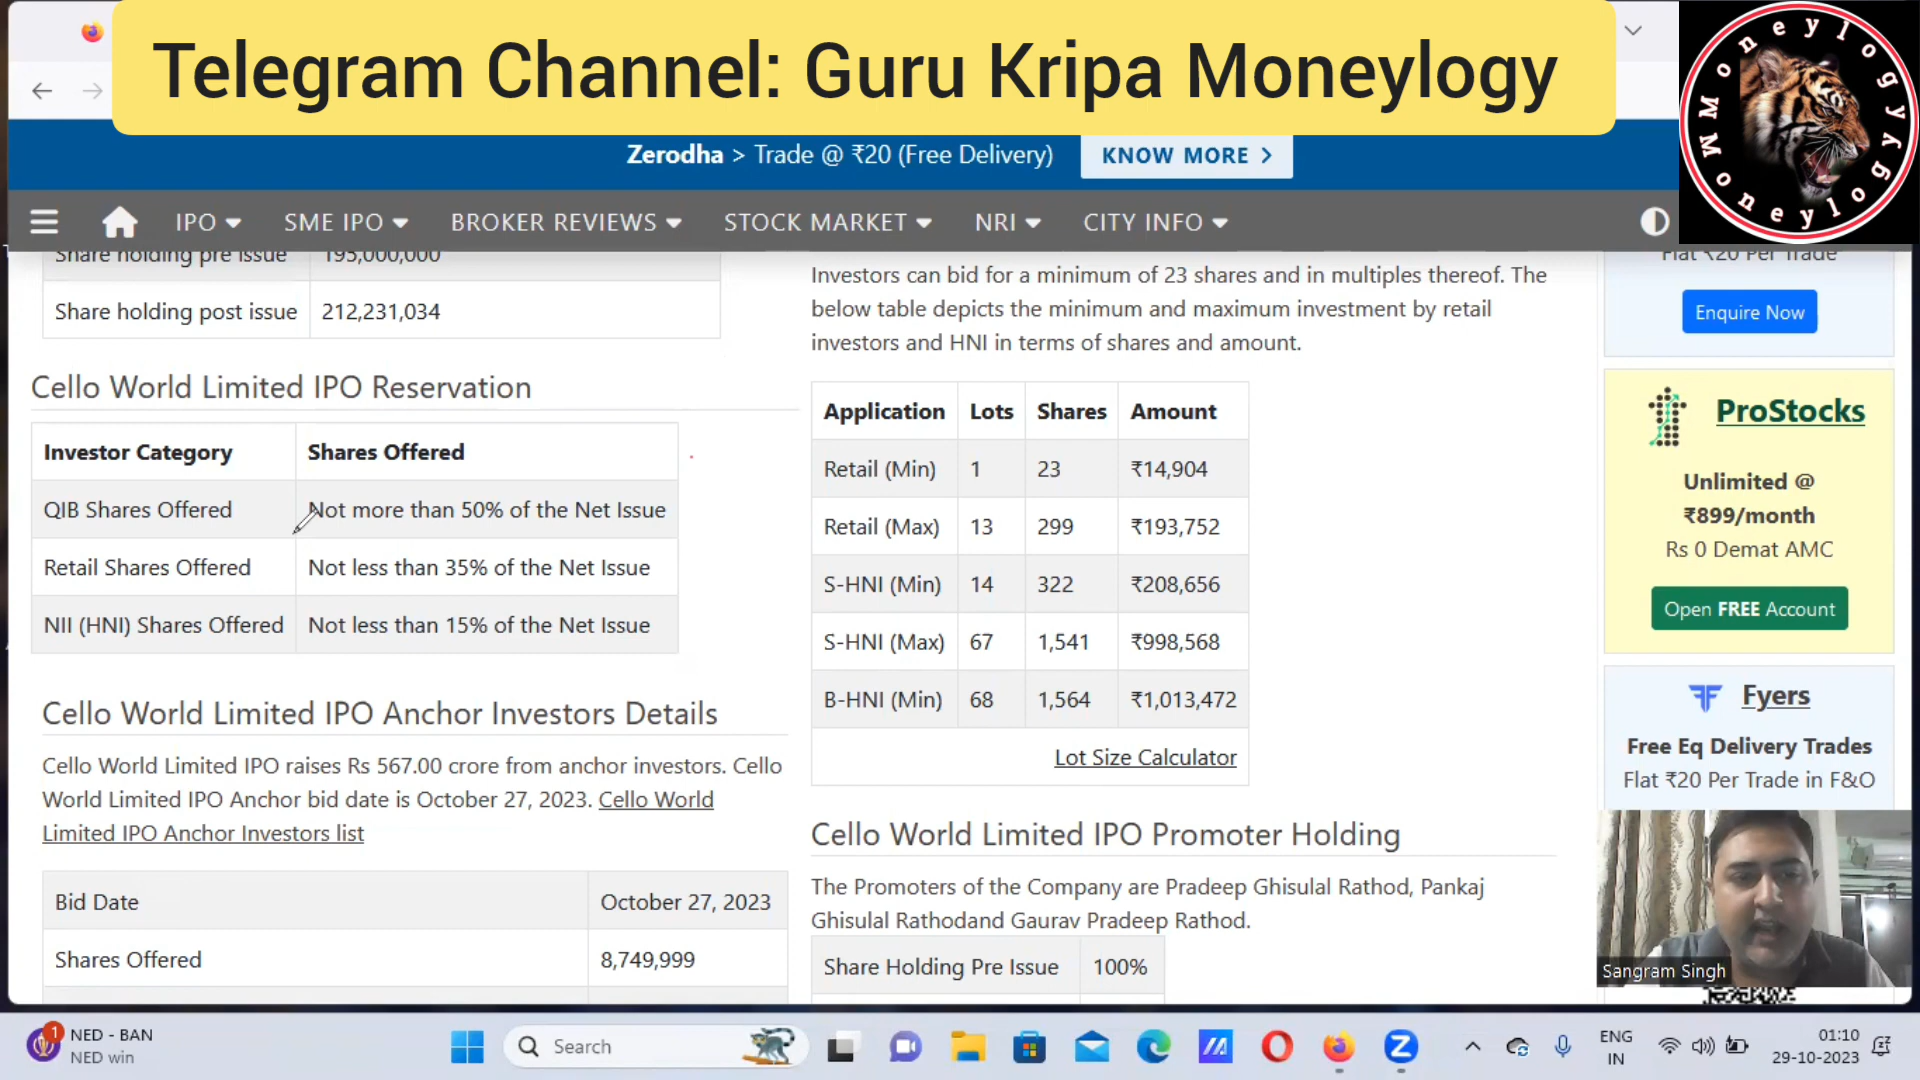 Telegram Channel: Guru Kripa Moneylogy
Moneylogyy
Moneylogy
Zerodha > Trade @ ₹20 (Free Delivery) KNOW MORE >
IPO SME IPO BROKER REVIEWS STOCK MARKET NRI CITY INFO
Share holding pre issue 195,000,000
Share holding post issue 212,231,034
Cello World Limited IPO Reservation
Investor Category Shares Offered
QIB Shares Offered Not more than 50% of the Net Issue
Retail Shares Offered Not less than 35% of the Net Issue
NII (HNI) Shares Offered Not less than 15% of the Net Issue
Cello World Limited IPO Anchor Investors Details
Cello World Limited IPO raises Rs 567.00 crore from anchor investors. Cello
World Limited IPO Anchor bid date is October 27, 2023. Cello World
Limited IPO Anchor Investors list
Bid Date October 27, 2023
Shares Offered 8,749,999
Investors can bid for a minimum of 23 shares and in multiples thereof. The
below table depicts the minimum and maximum investment by retail
investors and HNI in terms of shares and amount.
Application Lots Shares Amount
Retail (Min) 1 23 ₹14,904
Retail (Max) 13 299 ₹193,752
S-HNI (Min) 14 322 ₹208,656
S-HNI (Max) 67 1,541 ₹998,568
B-HNI (Min) 68 1,564 ₹1,013,472
Lot Size Calculator
Cello World Limited IPO Promoter Holding
The Promoters of the Company are Pradeep Ghisulal Rathod, Pankaj
Ghisulal Rathodand Gaurav Pradeep Rathod.
Share Holding Pre Issue 100%
Flat ₹20 Per Trade
Enquire Now
ProStocks
Unlimited @
₹899/month
Rs 0 Demat AMC
Open FREE Account
Fyers
Free Eq Delivery Trades
Flat ₹20 Per Trade in F&O
Sangram Singh
1
NED - BAN
NED win
Search
ENG
IN
01:10
29-10-2023